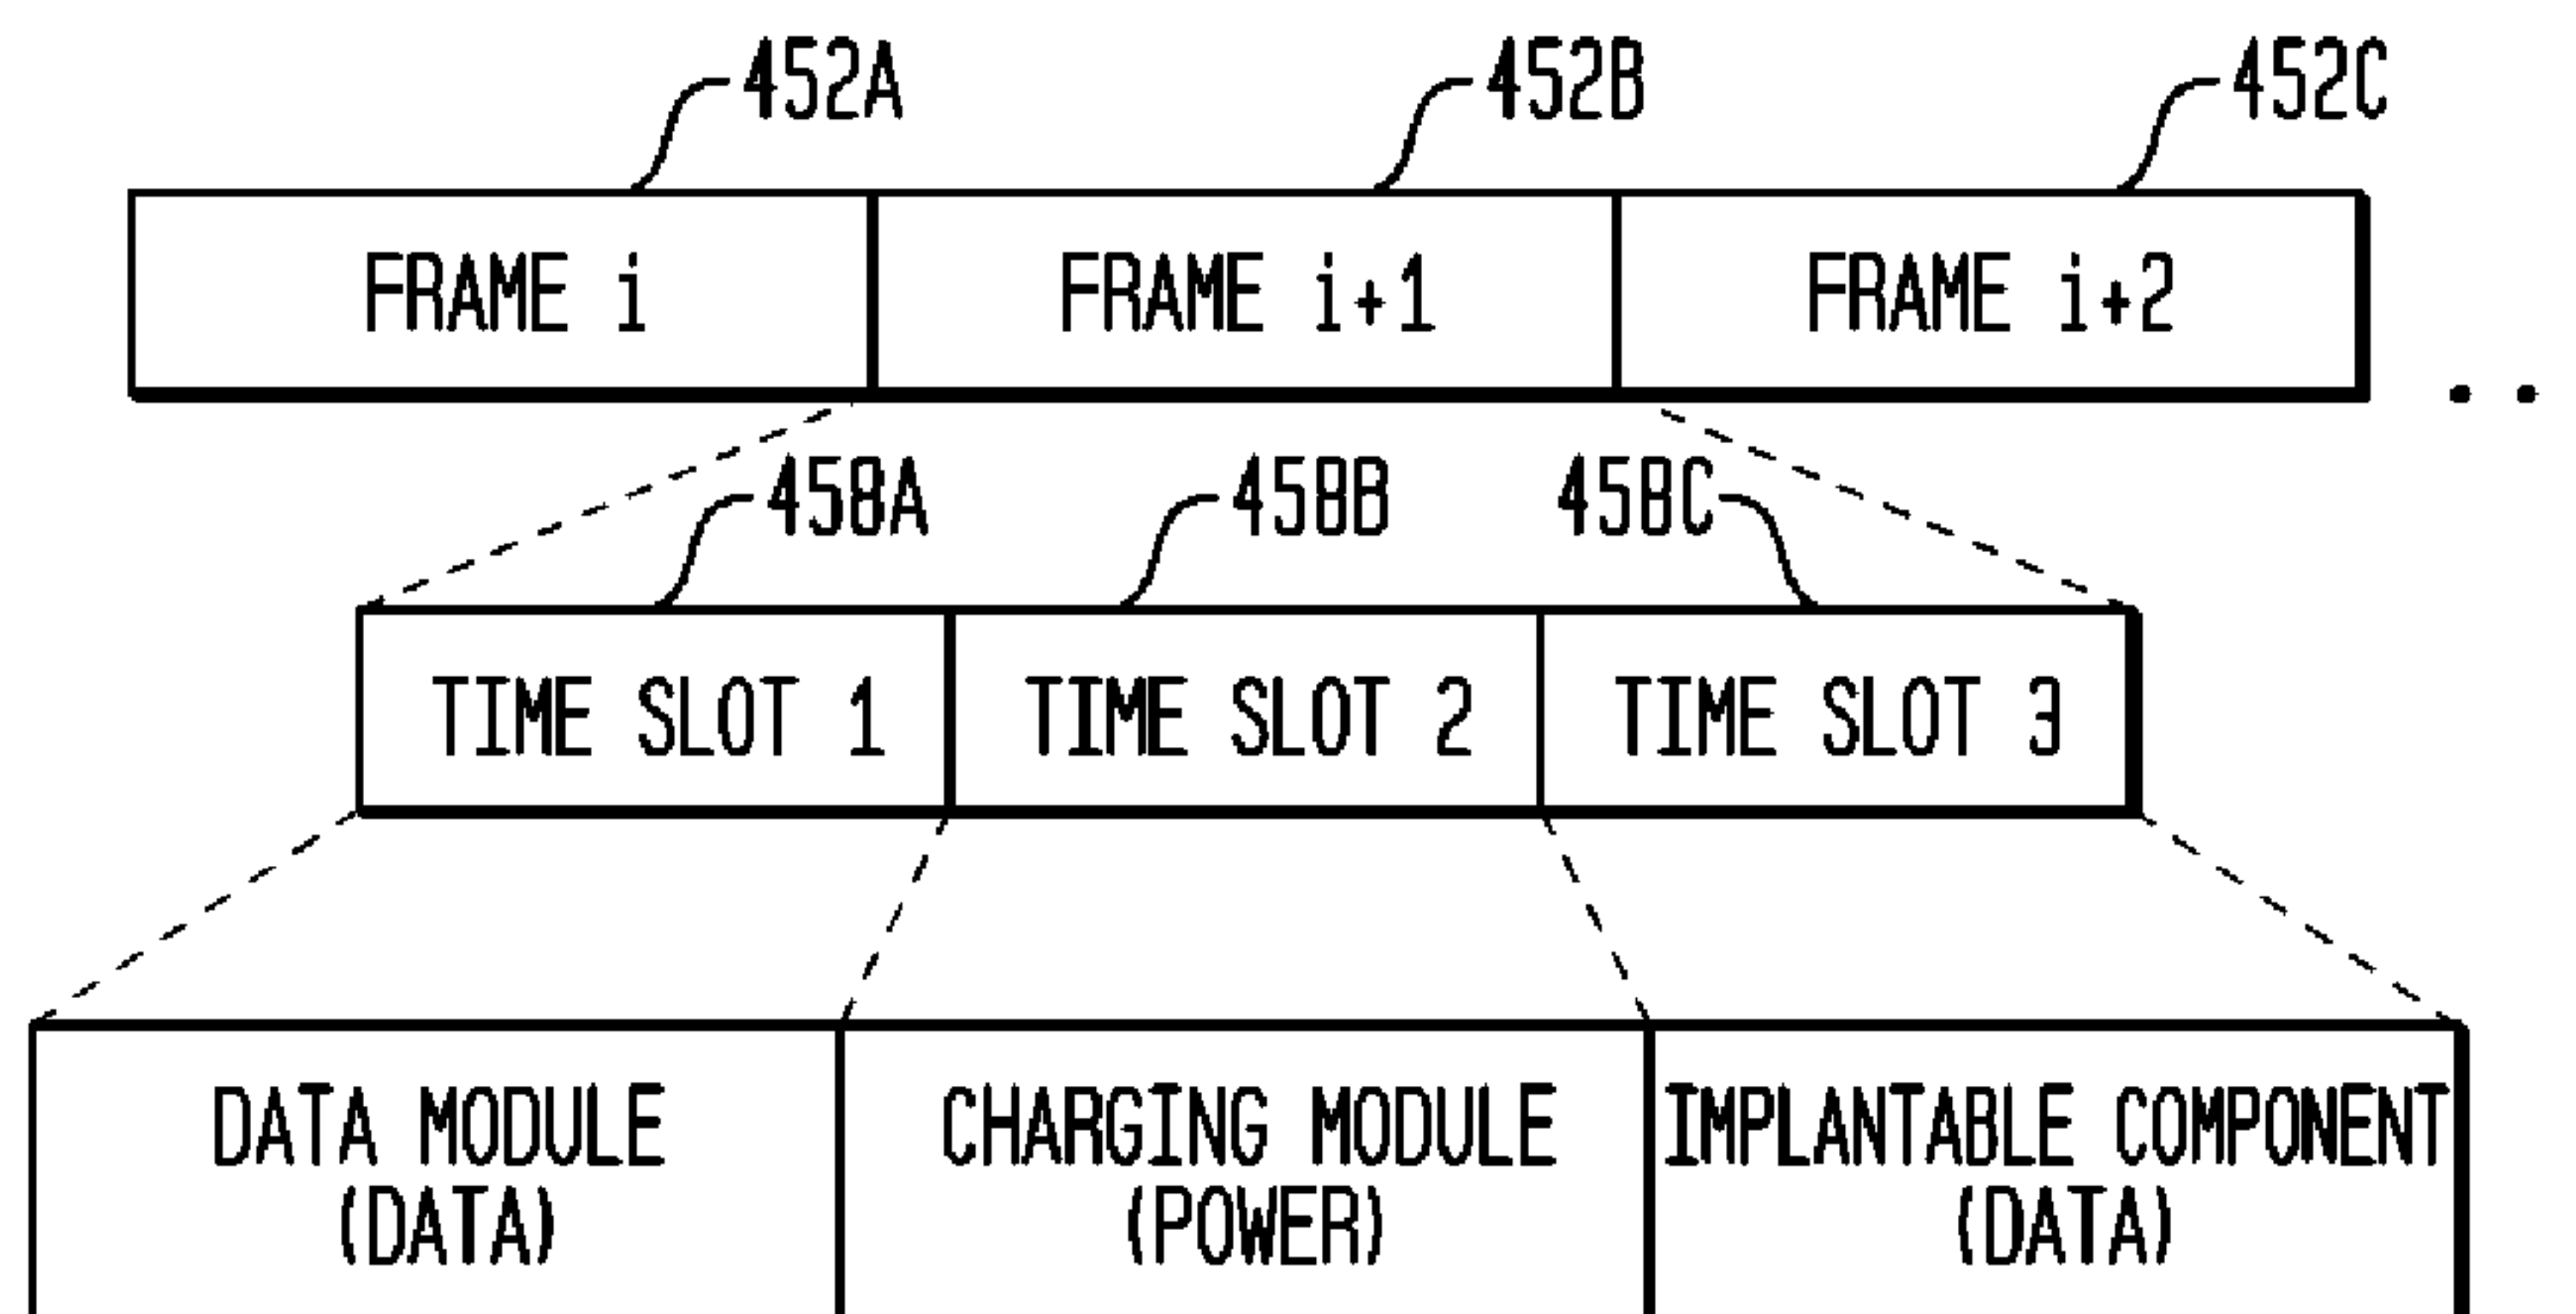 452A 452B 452C
FRAME i FRAME i+1 FRAME i+2
458A 458B 458C
TIME SLOT 1 TIME SLOT 2 TIME SLOT 3
DATA MODULE CHARGING MODULE IMPLANTABLE COMPONENT
(DATA) (POWER) (DATA)